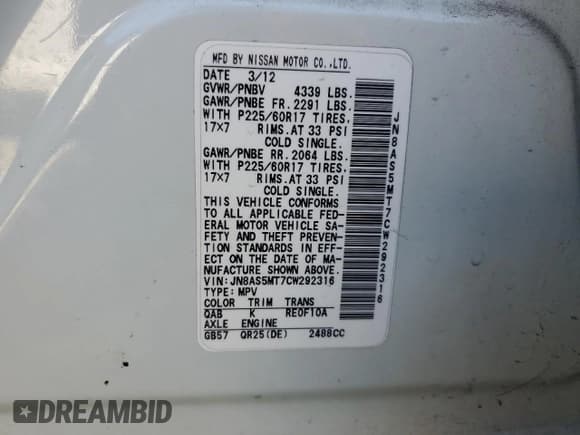 MFD BY NISSAN MOTOR CO.,LTD.
DATE 3/12
GVWR/PNBV 4339 LBS.
GAWR/PNBE FR. 2291 LBS.
WITH P225/60R17 TIRES.
17X7 RIMS.AT 33 PSI
COLD SINGLE.
GAWR/PNBE RR. 2064 LBS.
WITH P225/60R17 TIRES.
17X7 RIMS.AT 33 PSI
COLD SINGLE.
THIS VEHICLE CONFORMS
TO ALL APPLICABLE FED-
ERAL MOTOR VEHICLE SA-
FETY AND THEFT PREVEN-
TION STANDARDS IN EFF-
ECT ON THE DATE OF MA-
NUFACTURE SHOWN ABOVE.
VIN:JN8AS5MT7CW292316
TYPE:MPV
COLOR TRIM TRANS
QAB K RE0F10A
AXLE ENGINE
GB57 QR25(DE) 2488CC
JN8AS5MT7CW292316
DREAMBID